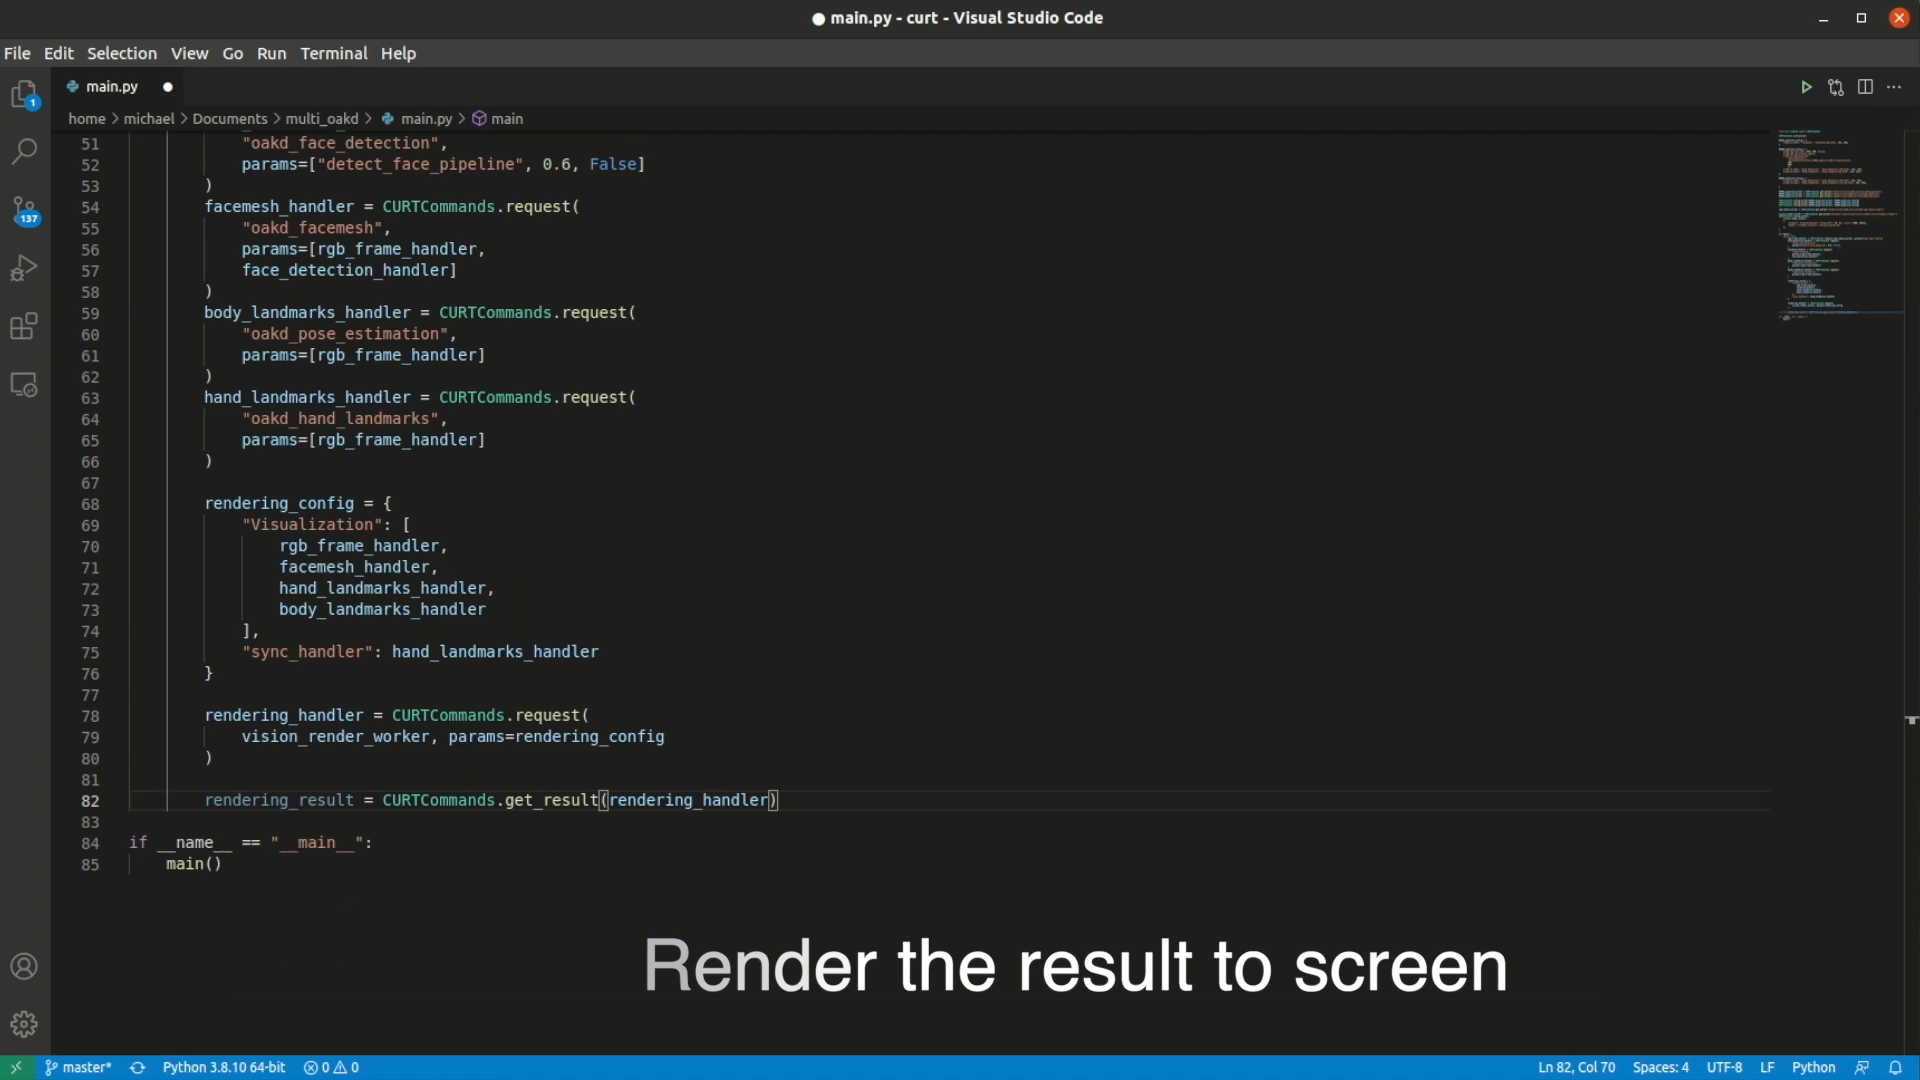 ● main.py - curt - Visual Studio Code
File Edit Selection View Go Run Terminal Help
1
main.py ●
home > michael > Documents > multi_oakd > main.py > main
51 "oakd_face_detection",
52 params=["detect_face_pipeline", 0.6, False]
53 )
54 facemesh_handler = CURTCommands.request(
55 "oakd_facemesh",
56 params=[rgb_frame_handler,
57 face_detection_handler]
58 )
59 body_landmarks_handler = CURTCommands.request(
60 "oakd_pose_estimation",
61 params=[rgb_frame_handler]
62 )
63 hand_landmarks_handler = CURTCommands.request(
64 "oakd_hand_landmarks",
65 params=[rgb_frame_handler]
66 )
67
68 rendering_config = {
69 "Visualization": [
70 rgb_frame_handler,
71 facemesh_handler,
72 hand_landmarks_handler,
73 body_landmarks_handler
74 ],
75 "sync_handler": hand_landmarks_handler
76 }
77
78 rendering_handler = CURTCommands.request(
79 vision_render_worker, params=rendering_config
80 )
81
82 rendering_result = CURTCommands.get_result(rendering_handler)
83
84 if __name__ == "__main__":
85 main()
137
Render the result to screen
master* Python 3.8.10 64-bit 0 0 Ln 82, Col 70 Spaces: 4 UTF-8 LF Python